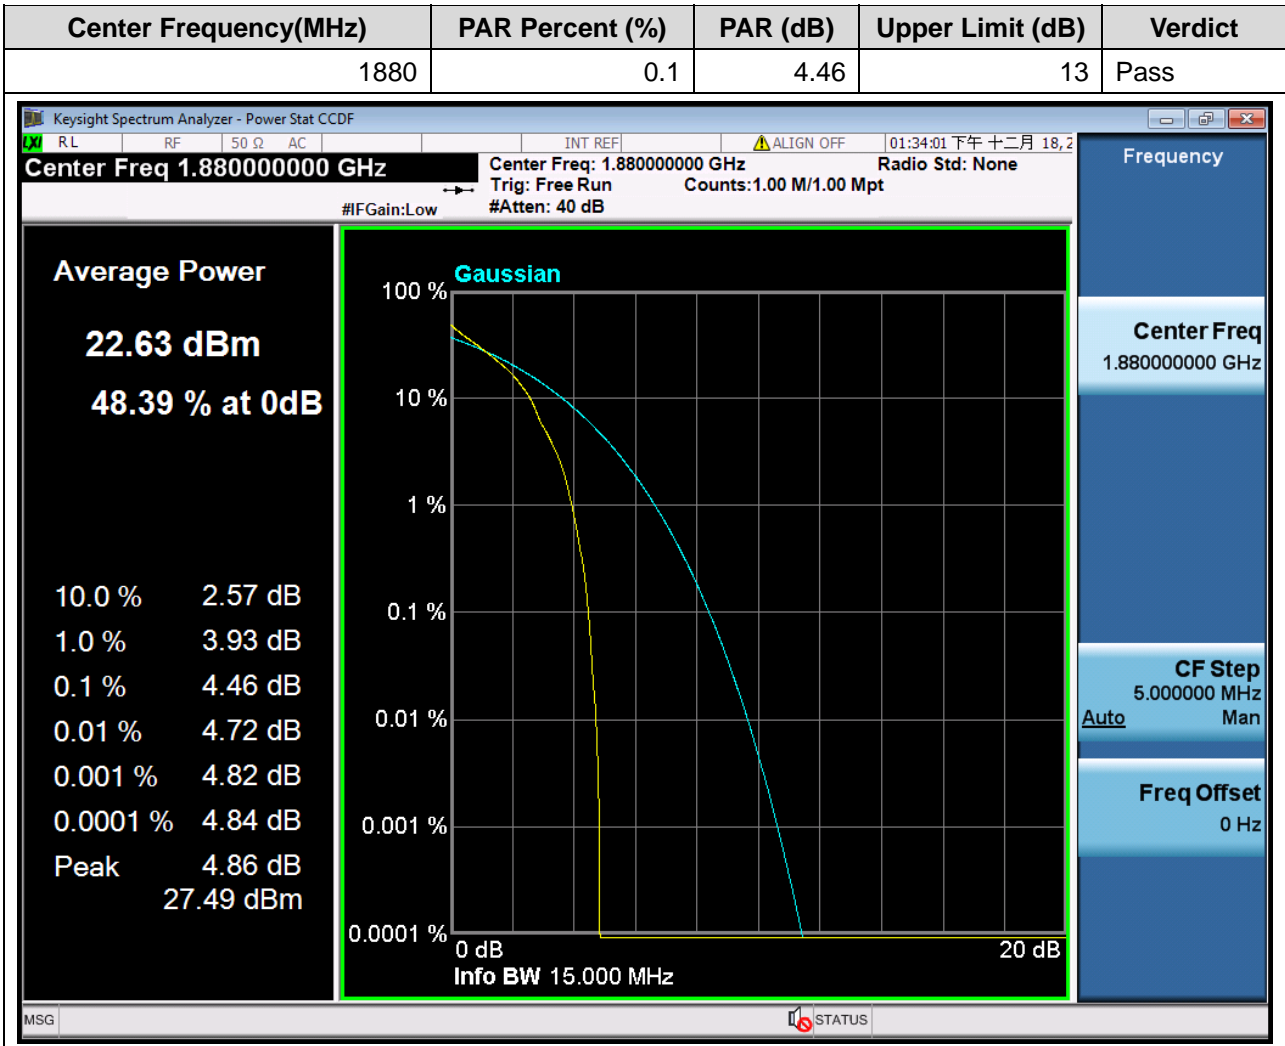 Center Frequency(MHz) PAR Percent (%) PAR (dB) Upper Limit (dB) Verdict
1880 0.1 4.46 13 Pass
Keysight Spectrum Analyzer - Power Stat CCDF
LXI RL RF 50 Ω AC INT REF ALIGN OFF 01:34:01 下午 十二月 18, 2
Center Freq 1.880000000 GHz
Center Freq: 1.880000000 GHz Radio Std: None
Trig: Free Run Counts:1.00 M/1.00 Mpt
#IFGain:Low #Atten: 40 dB
Average Power
22.63 dBm
48.39 % at 0dB
10.0 % 2.57 dB
1.0 % 3.93 dB
0.1 % 4.46 dB
0.01 % 4.72 dB
0.001 % 4.82 dB
0.0001 % 4.84 dB
Peak 4.86 dB
27.49 dBm
Gaussian
100 %
10 %
1 %
0.1 %
0.01 %
0.001 %
0.0001 %
0 dB 20 dB
Info BW 15.000 MHz
Frequency
Center Freq
1.880000000 GHz
CF Step
5.000000 MHz
Auto Man
Freq Offset
0 Hz
MSG STATUS